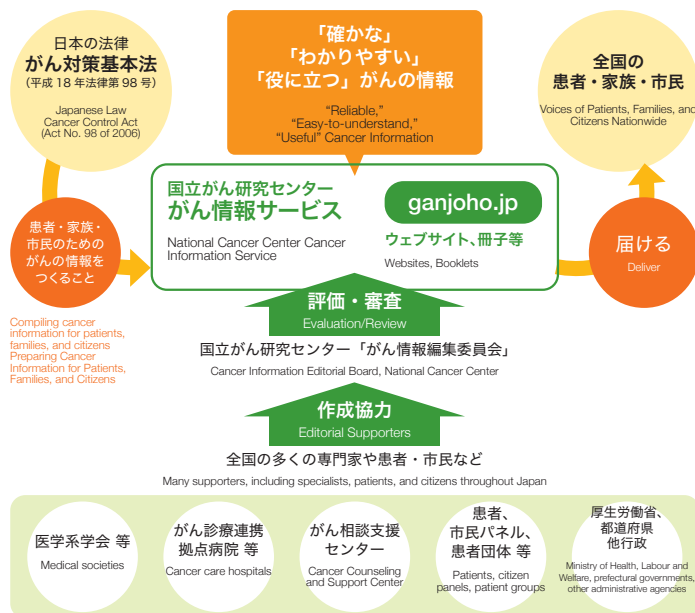 日本の法律
がん対策基本法
(平成 18 年法律第 98 号)
Japanese Law
Cancer Control Act
(Act No. 98 of 2006)
「確かな」
「わかりやすい」
「役に立つ」がんの情報
“Reliable,”
“Easy-to-understand,”
“Useful” Cancer Information
全国の
患者・家族・市民
Voices of Patients, Families, and
Citizens Nationwide
患者・家族・
市民のための
がんの情報を
つくること
Compiling cancer
information for patients,
families, and citizens
Preparing Cancer
Information for Patients,
Families, and Citizens
国立がん研究センター
がん情報サービス
National Cancer Center Cancer
Information Service
ganjoho.jp
ウェブサイト、冊子等
Websites, Booklets
届ける
Deliver
評価・審査
Evaluation/Review
国立がん研究センター「がん情報編集委員会」
Cancer Information Editorial Board, National Cancer Center
作成協力
Editorial Supporters
全国の多くの専門家や患者・市民など
Many supporters, including specialists, patients, and citizens throughout Japan
医学系学会 等
Medical societies
がん診療連携
拠点病院 等
Cancer care hospitals
がん相談支援
センター
Cancer Counseling
and Support Center
患者、
市民パネル、
患者団体 等
Patients, citizen
panels, patient groups
厚生労働省、
都道府県
他行政
Ministry of Health, Labour and
Welfare, prefectural governments,
other administrative agencies